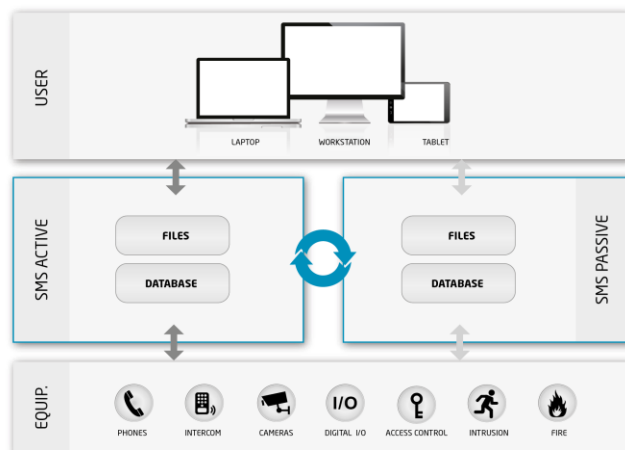 USER
LAPTOP
WORKSTATION
TABLET
SMS ACTIVE
FILES
DATABASE
FILES
DATABASE
SMS PASSIVE
EQUIP.
I/O
PHONES
INTERCOM
CAMERAS
DIGITAL I/O
ACCESS CONTROL
INTRUSION
FIRE